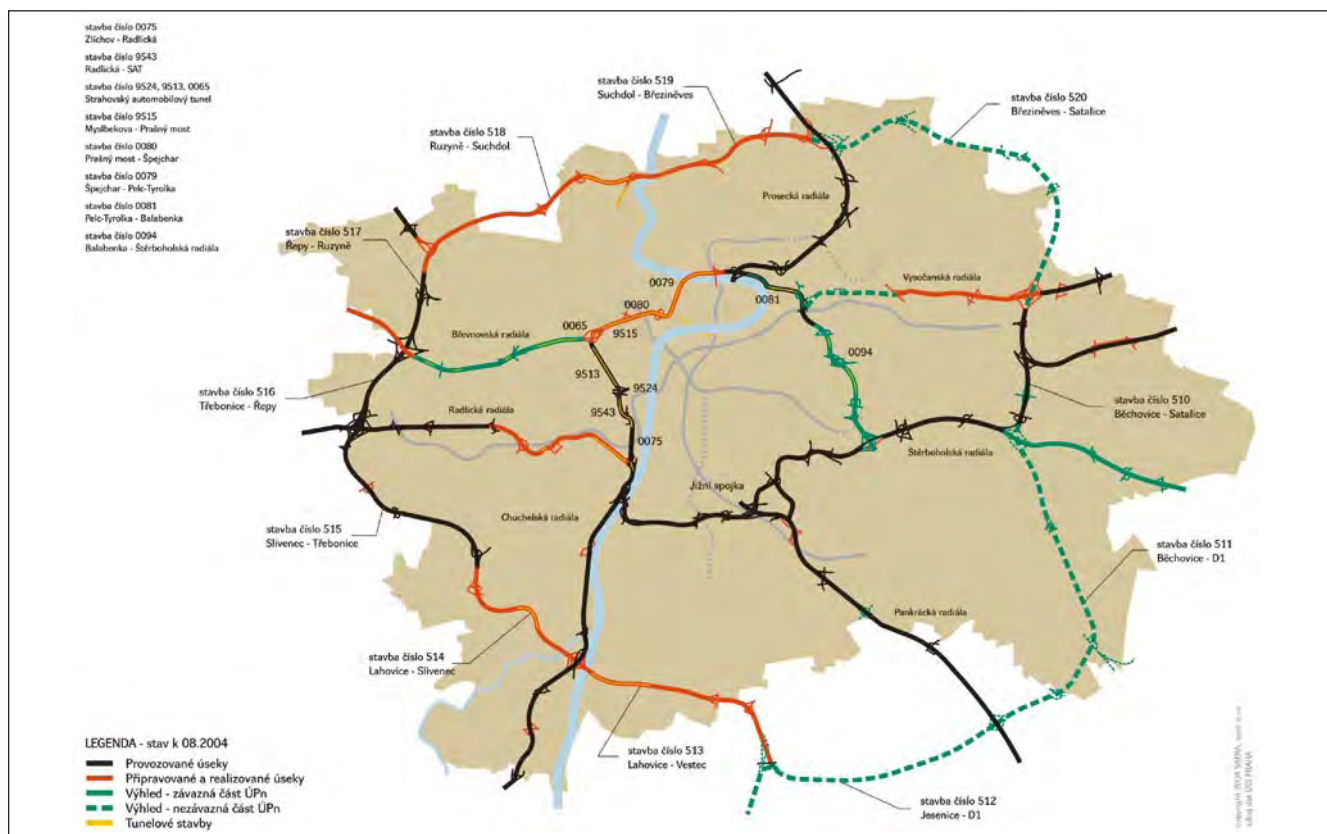 stavba číslo 0075
Zlíchov - Radlická
stavba číslo 9543
Radlická - SAT
stavba číslo 9524, 9513, 0065
Strahovský automobilový tunel
stavba číslo 9515
Myslbekova - Prašný most
stavba číslo 0080
Prašný most - Špejchar
stavba číslo 0079
Špejchar - Pelc-Tyrolka
stavba číslo 0081
Pelc-Tyrolka - Balabenka
stavba číslo 0094
Balabenka - Štěrboholská radiála
stavba číslo 519
Suchdol - Březiněves
stavba číslo 520
Březiněves - Satalice
stavba číslo 518
Ruzyně - Suchdol
Prosecká radiála
stavba číslo 517
Řepy - Ruzyně
Vysočanská radiála
0079
0080
0081
0065
9515
Břevnovská radiála
0094
9513
9524
stavba číslo 516
Třebonice - Řepy
9543
Radlická radiála
0075
stavba číslo 510
Běchovice - Satalice
Štěrboholská radiála
Jižní spojka
stavba číslo 515
Slivenec - Třebonice
Chuchelská radiála
stavba číslo 511
Běchovice - D1
Pankrácká radiála
stavba číslo 514
Lahovice - Slivenec
stavba číslo 513
Lahovice - Vestec
stavba číslo 512
Jesenice - D1
LEGENDA - stav k 08.2004
Provozované úseky
Připravované a realizované úseky
Výhled - závazná část ÚPn
Výhled - nezávazná část ÚPn
Tunelové stavby